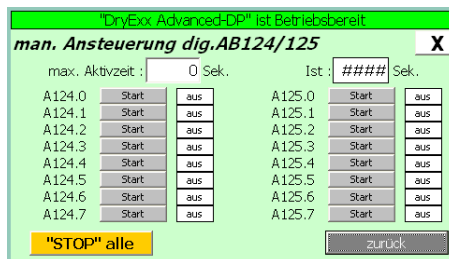 "DryExx Advanced-DP" ist Betriebsbereit
man. Ansteuerung dig.AB124/125 X
max. Aktivzeit : 0 Sek. Ist : #### Sek.
A124.0 Start aus A125.0 Start aus
A124.1 Start aus A125.1 Start aus
A124.2 Start aus A125.2 Start aus
A124.3 Start aus A125.3 Start aus
A124.4 Start aus A125.4 Start aus
A124.5 Start aus A125.5 Start aus
A124.6 Start aus A125.6 Start aus
A124.7 Start aus A125.7 Start aus
"STOP" alle zurück